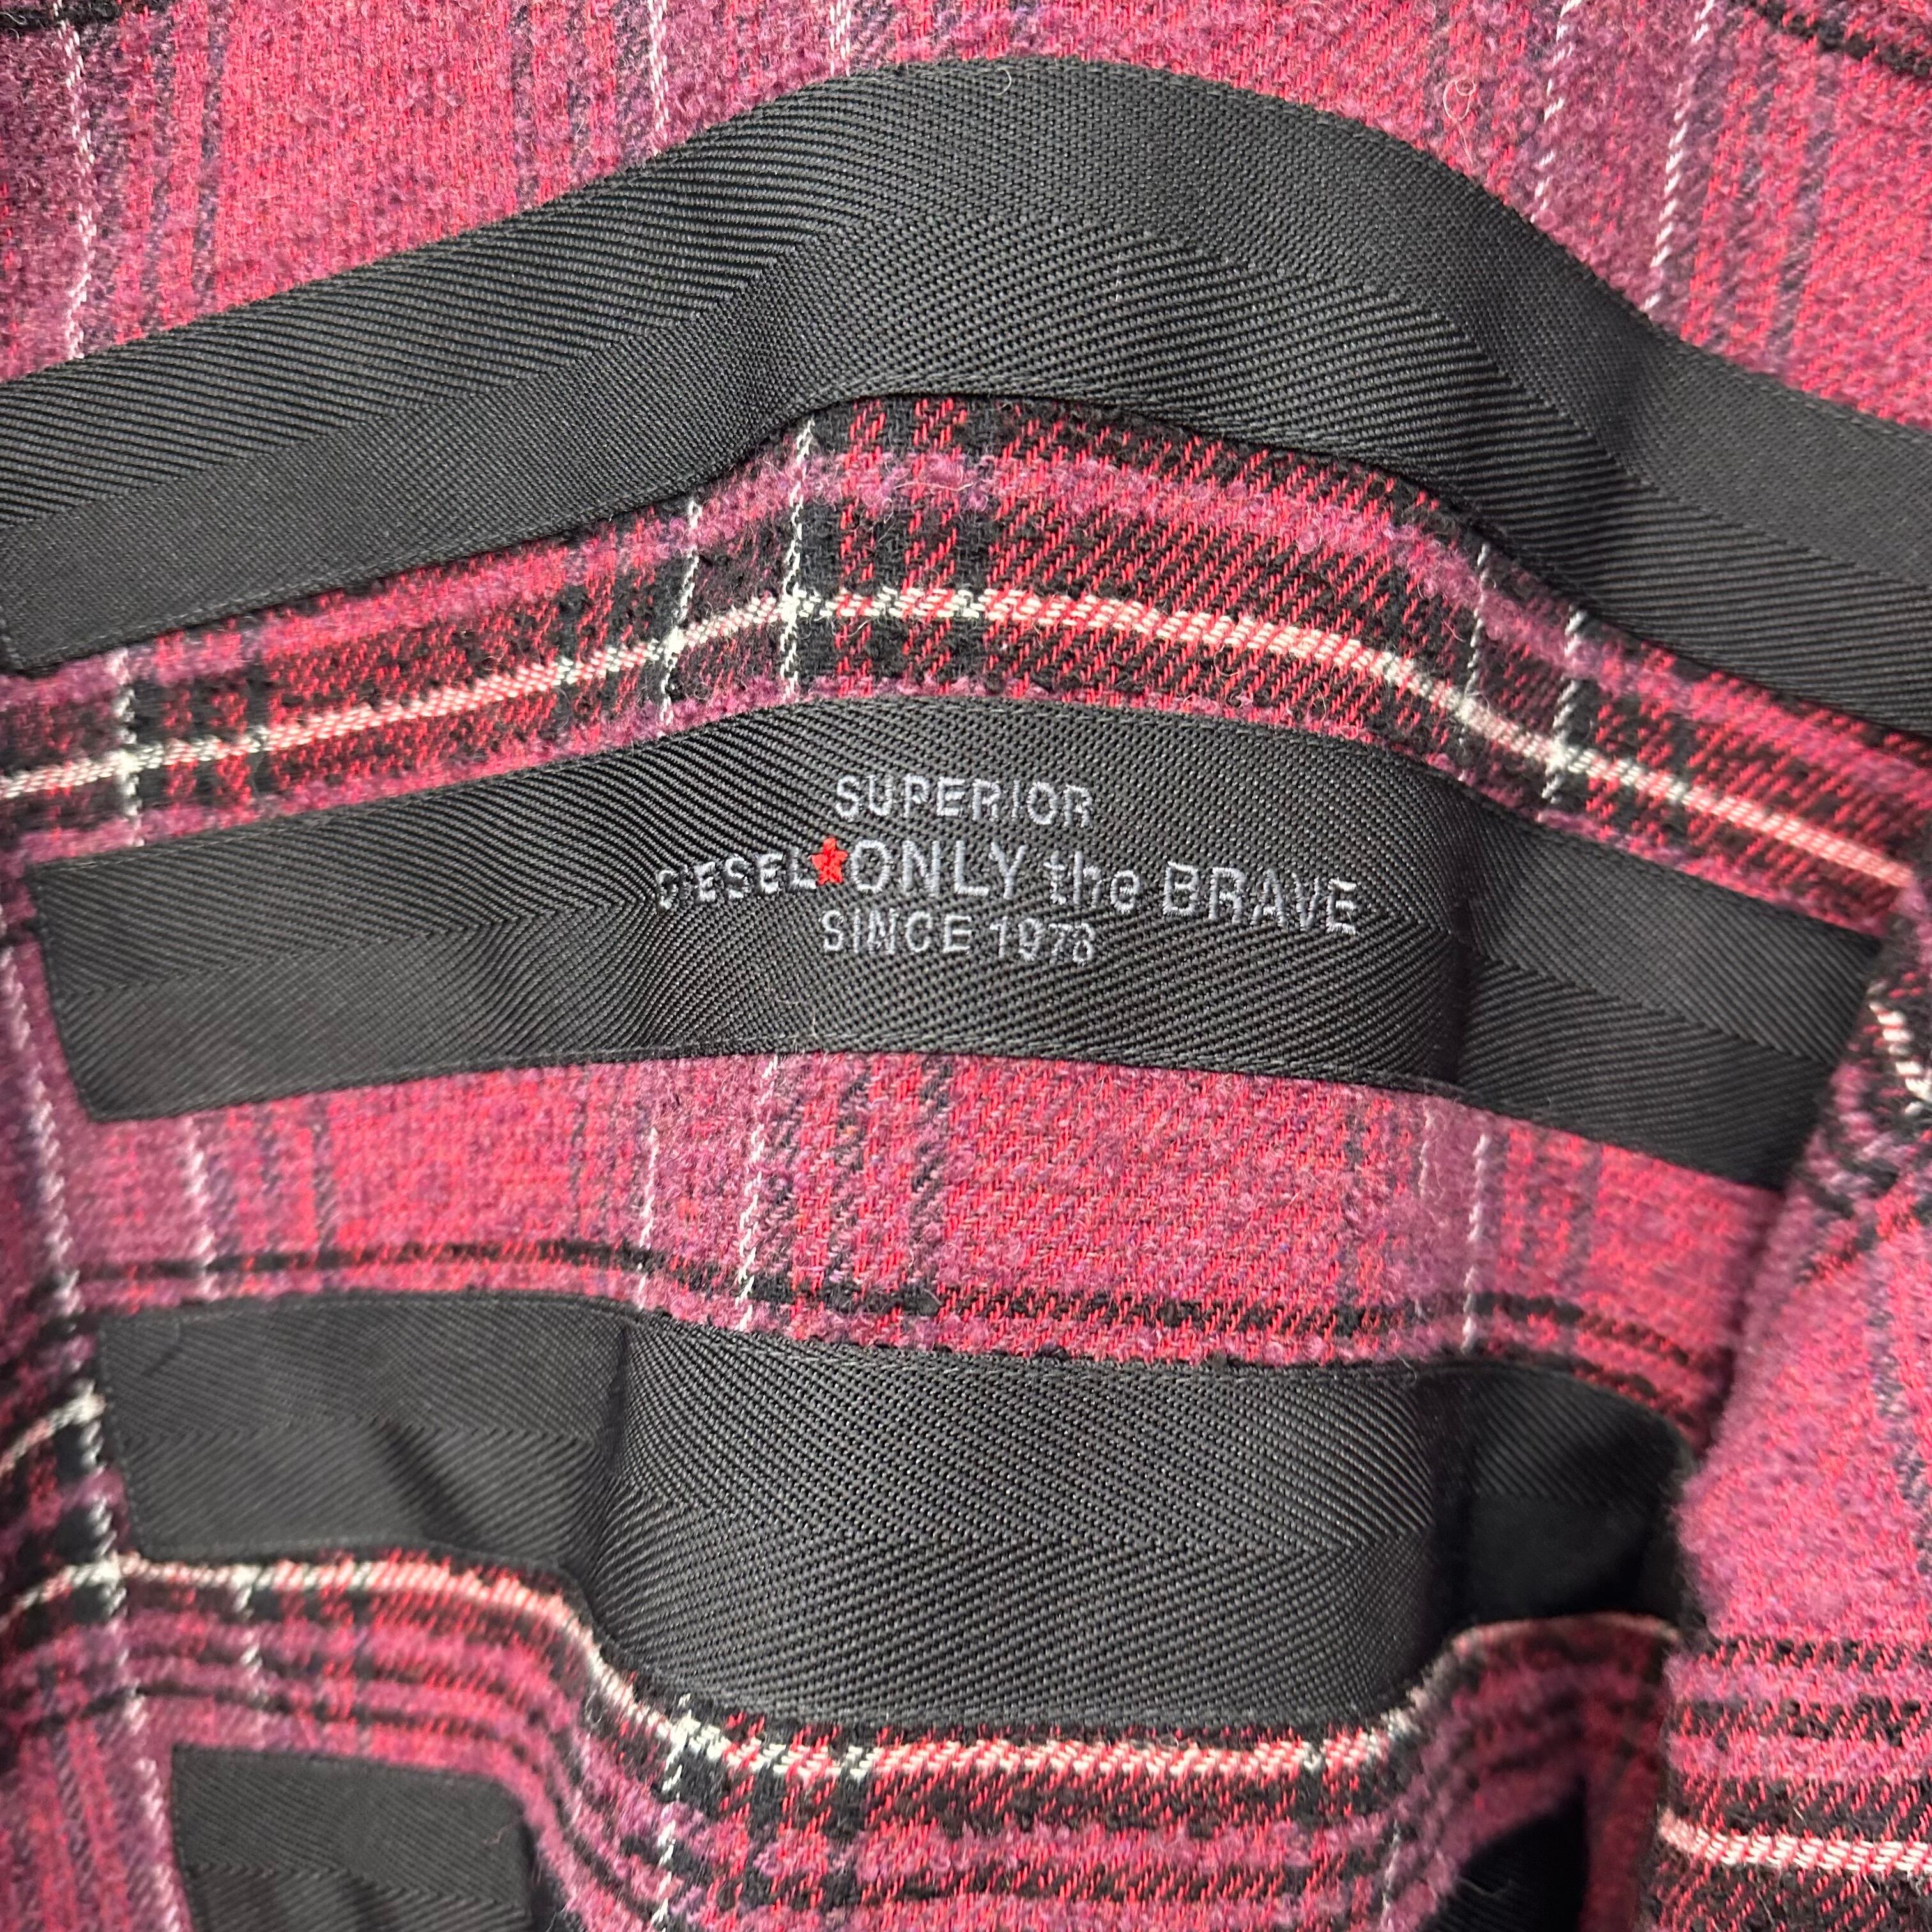 SUPERIOR
DIESEL★ONLY the BRAVE
SINCE 1978